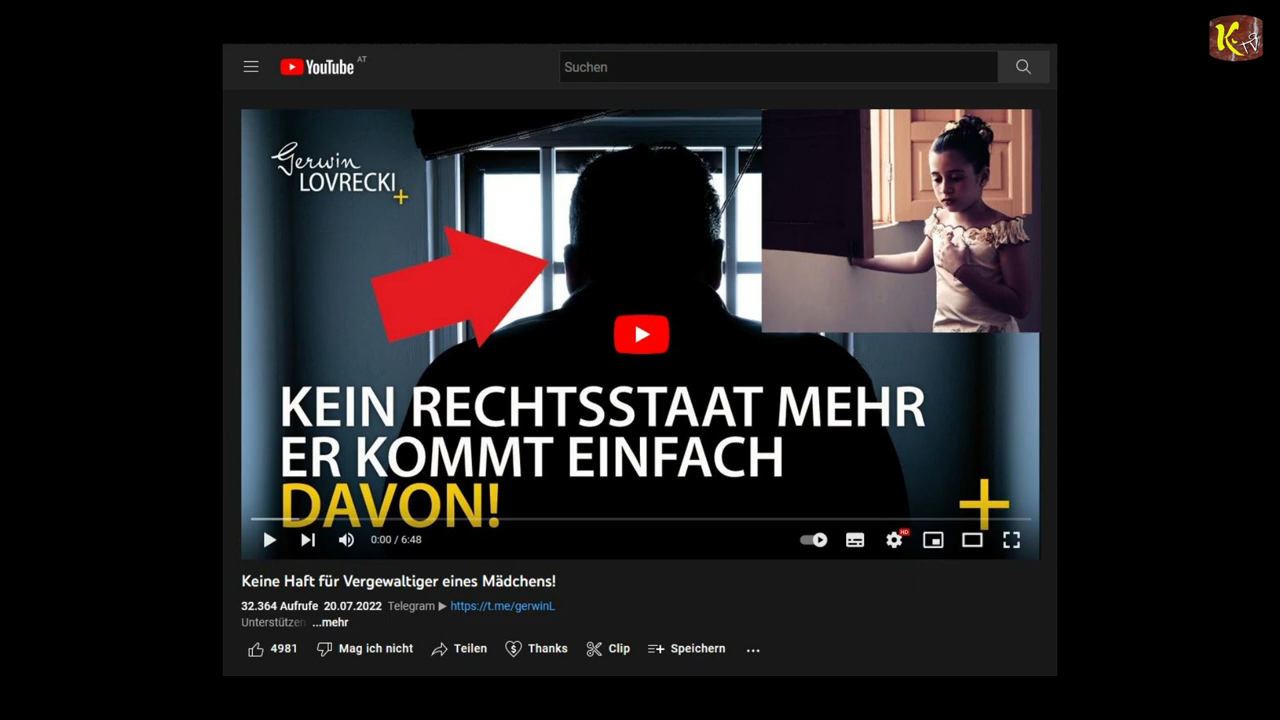 YouTube AT
Suchen
Gerwin
LOVRECKI
+
KEIN RECHTSSTAAT MEHR
ER KOMMT EINFACH
DAVON!
+
HD
0:00 / 6:48
Keine Haft für Vergewaltiger eines Mädchens!
32.364 Aufrufe 20.07.2022 Telegram ▶ https://t.me/gerwinL
Unterstützen ...mehr
4981 Mag ich nicht Teilen Thanks Clip Speichern ...